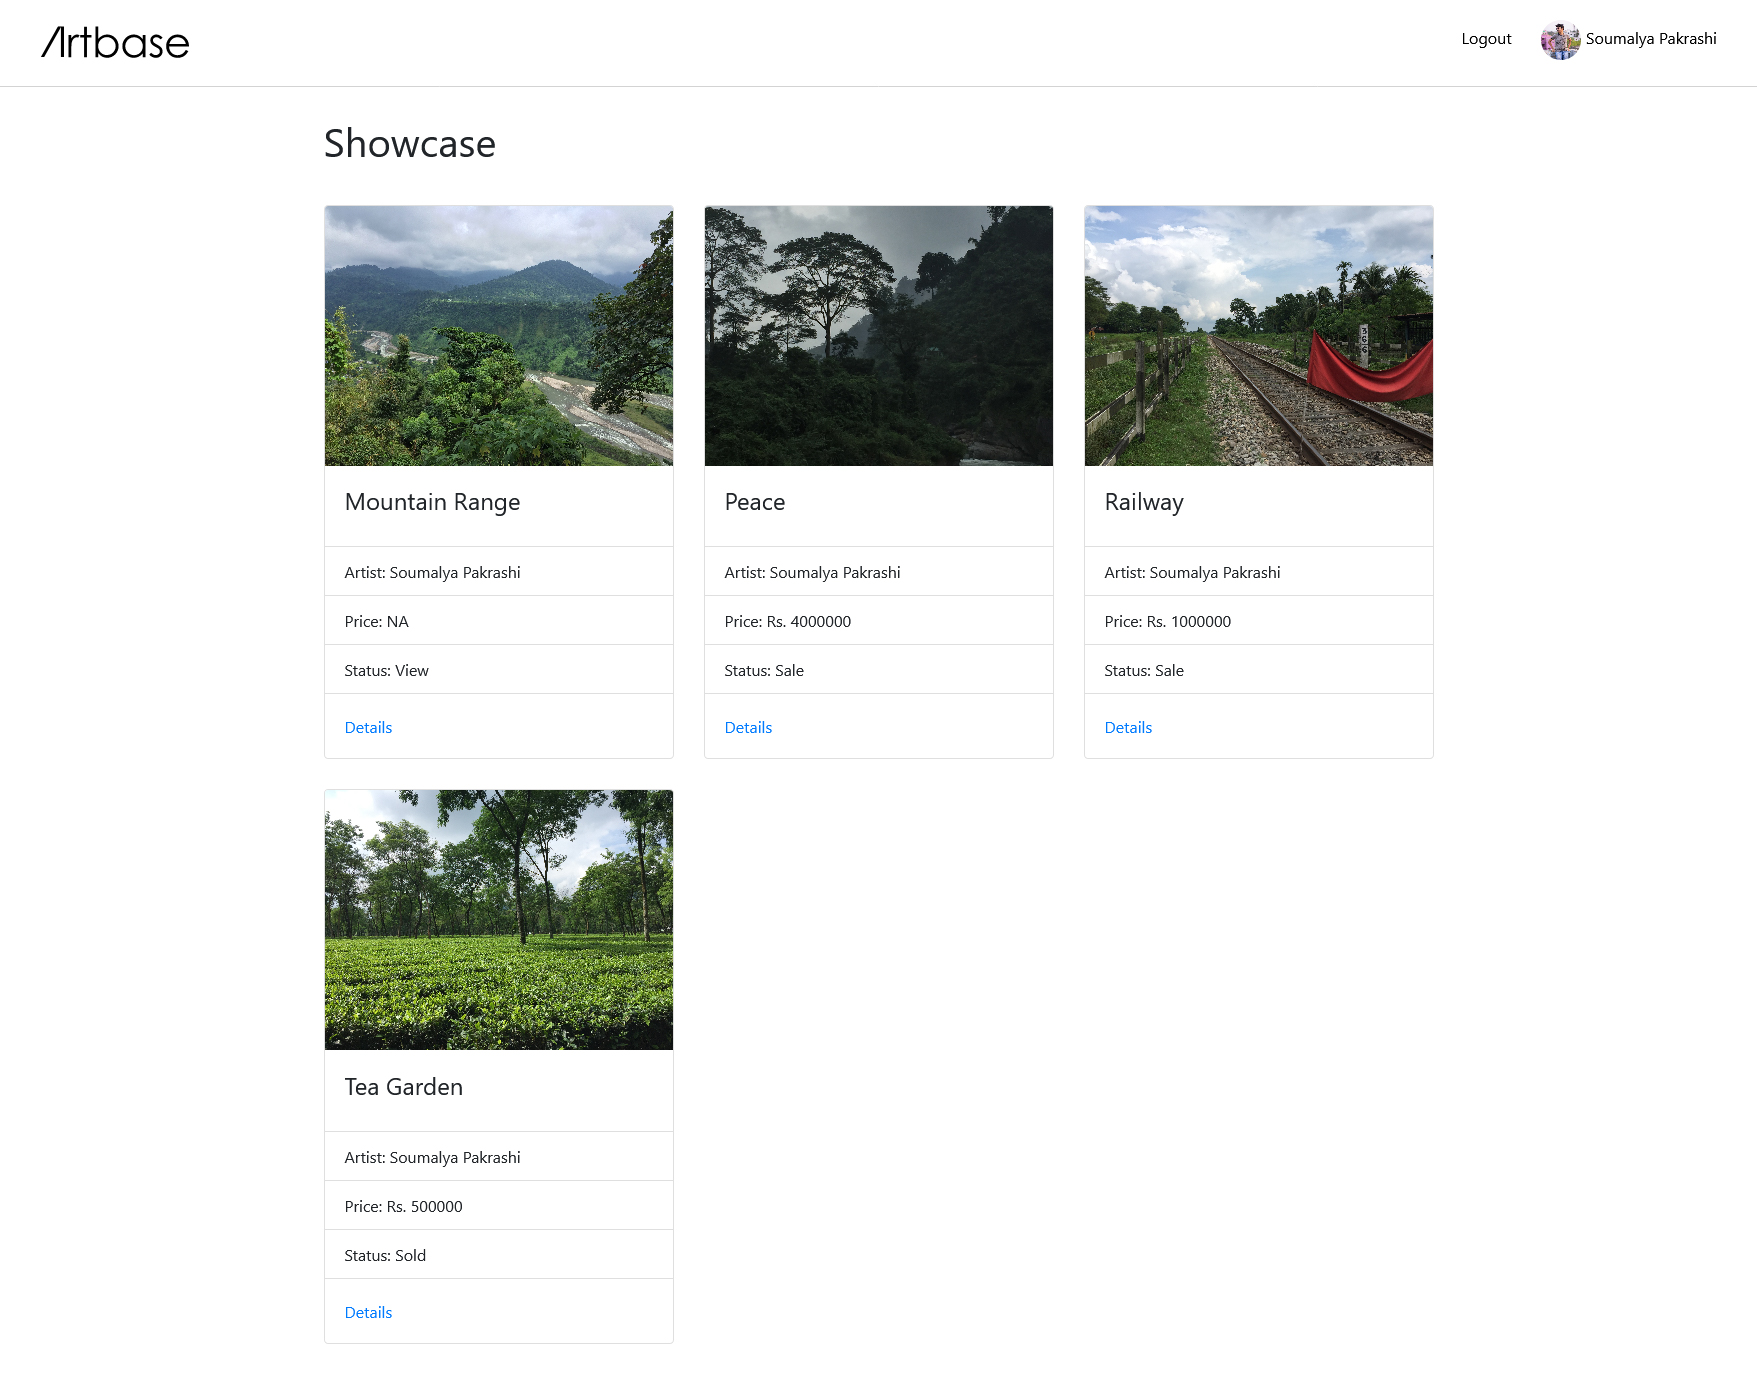 Artbase
Logout
Soumalya Pakrashi
Showcase
Mountain Range
Artist: Soumalya Pakrashi
Price: NA
Status: View
Details
Peace
Artist: Soumalya Pakrashi
Price: Rs. 4000000
Status: Sale
Details
Railway
Artist: Soumalya Pakrashi
Price: Rs. 1000000
Status: Sale
Details
Tea Garden
Artist: Soumalya Pakrashi
Price: Rs. 500000
Status: Sold
Details